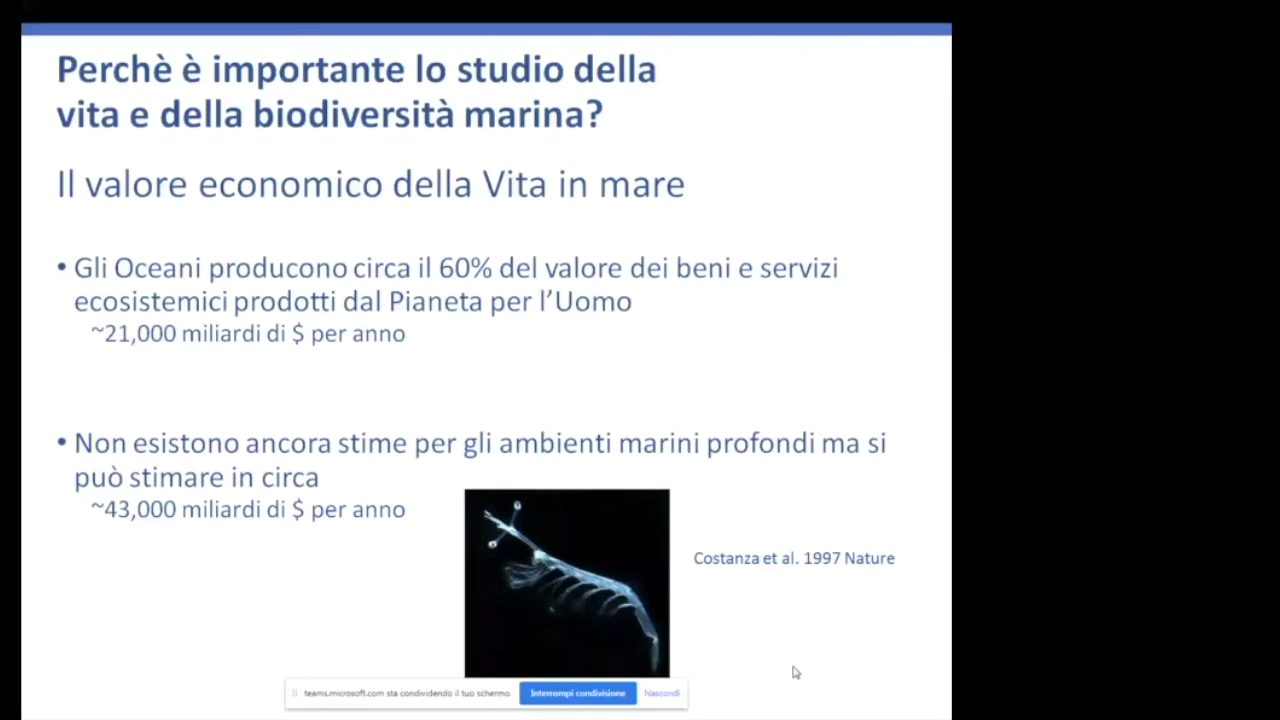 Perchè è importante lo studio della
vita e della biodiversità marina?
Il valore economico della Vita in mare
• Gli Oceani producono circa il 60% del valore dei beni e servizi
ecosistemici prodotti dal Pianeta per l'Uomo
~21,000 miliardi di $ per anno
• Non esistono ancora stime per gli ambienti marini profondi ma si
può stimare in circa
~43,000 miliardi di $ per anno
Costanza et al. 1997 Nature
teams.microsoft.com sta condividendo il tuo schermo.
Interrompi condivisione
Nascondi